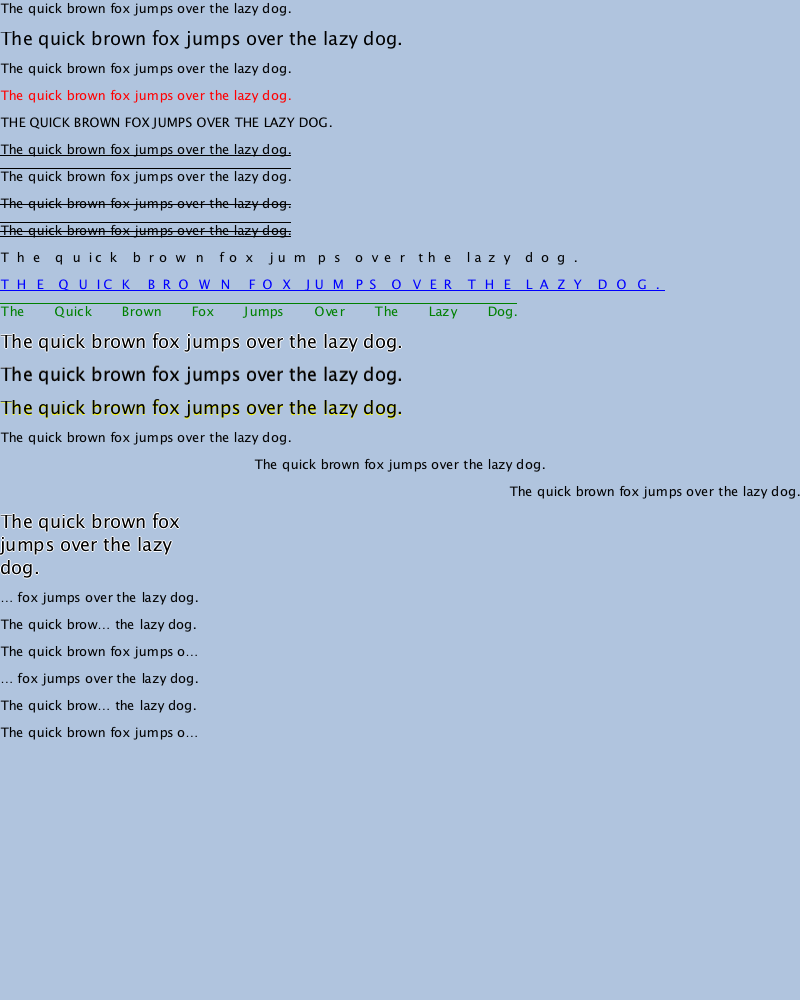 The quick brown fox jumps over the lazy dog.
The quick brown fox jumps over the lazy dog.
The quick brown fox jumps over the lazy dog.
The quick brown fox jumps over the lazy dog.
THE QUICK BROWN FOX JUMPS OVER THE LAZY DOG.
The quick brown fox jumps over the lazy dog.
The quick brown fox jumps over the lazy dog.
The quick brown fox jumps over the lazy dog.
The quick brown fox jumps over the lazy dog.
The quick brown fox jumps over the lazy dog.
THE QUICK BROWN FOX JUMPS OVER THE LAZY DOG.
The Quick Brown Fox Jumps Over The Lazy Dog.
The quick brown fox jumps over the lazy dog.
The quick brown fox jumps over the lazy dog.
The quick brown fox jumps over the lazy dog.
The quick brown fox jumps over the lazy dog.
The quick brown fox jumps over the lazy dog.
The quick brown fox jumps over the lazy dog.
The quick brown fox
jumps over the lazy
dog.
… fox jumps over the lazy dog.
The quick brow… the lazy dog.
The quick brown fox jumps o…
… fox jumps over the lazy dog.
The quick brow… the lazy dog.
The quick brown fox jumps o…